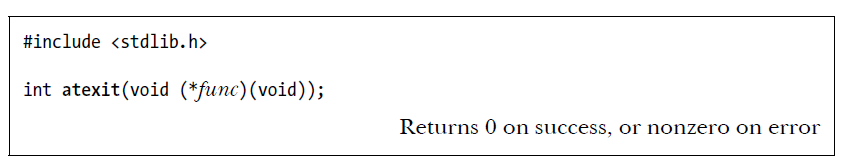 #include <stdlib.h>
int atexit(void (*func)(void));
Returns 0 on success, or nonzero on error